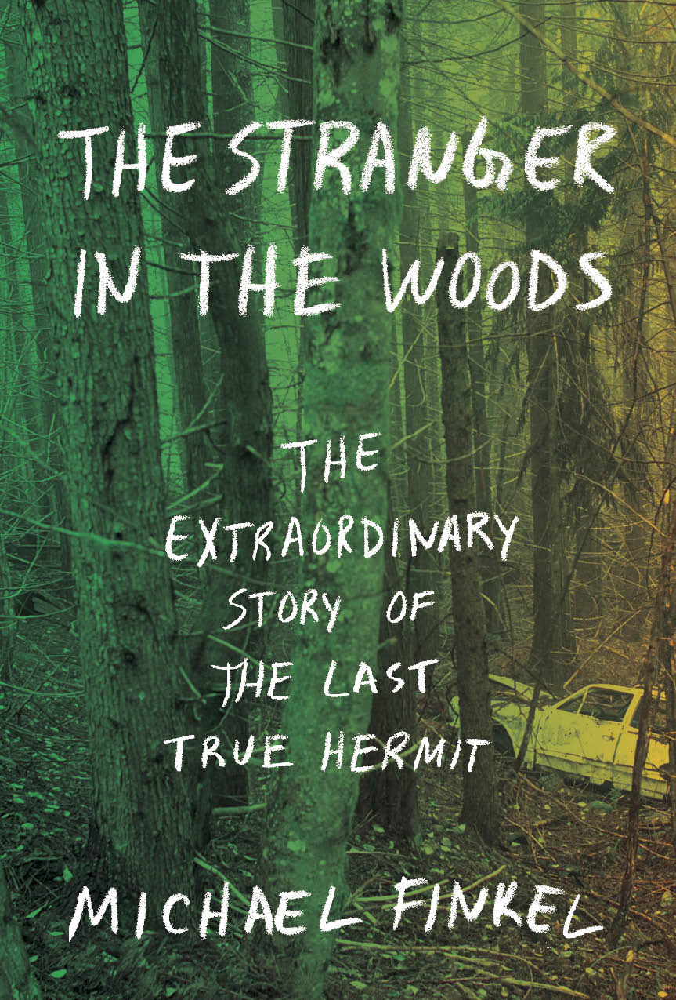 THE STRANGER
IN THE WOODS
THE
EXTRAORDINARY
STORY OF
THE LAST
TRUE HERMIT
MICHAEL FINKEL